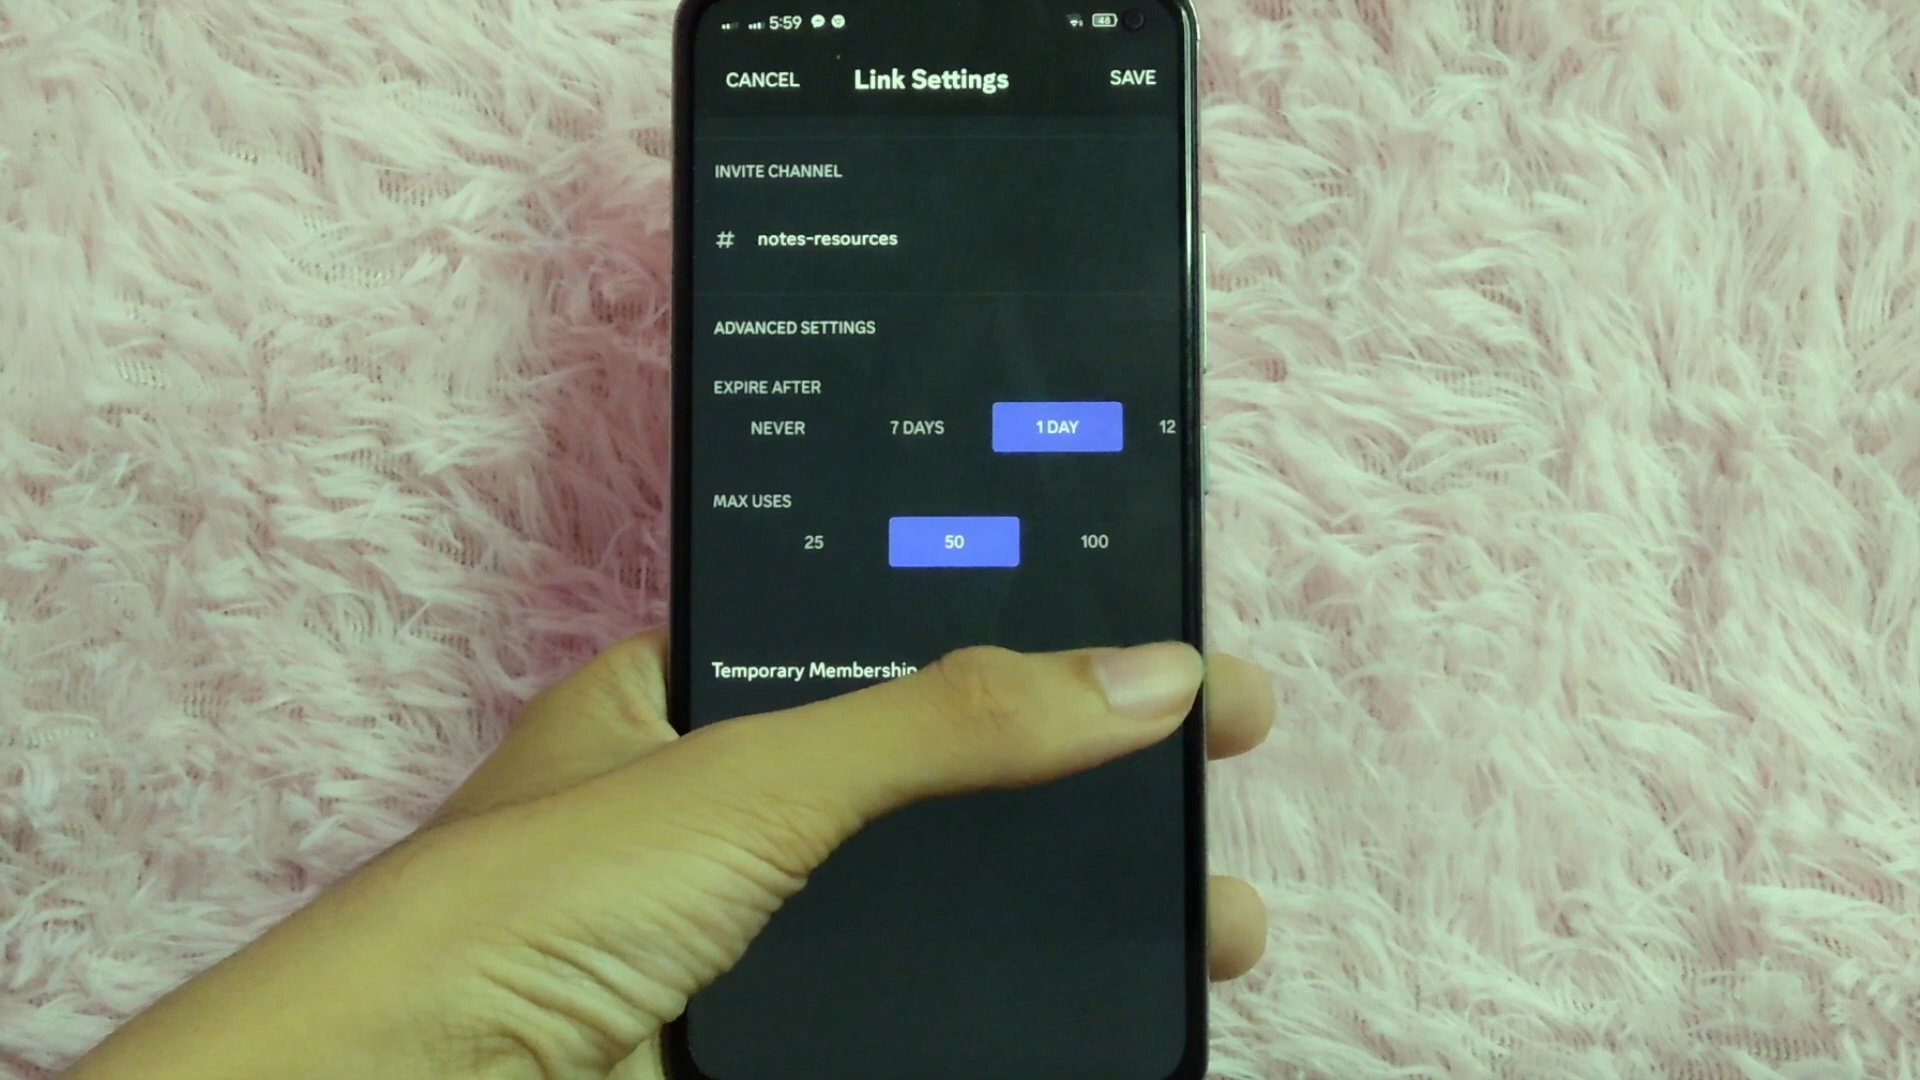 5:59 48
CANCEL Link Settings SAVE
INVITE CHANNEL
# notes-resources
ADVANCED SETTINGS
EXPIRE AFTER
NEVER 7 DAYS 1 DAY 12
MAX USES
25 50 100
Temporary Membership